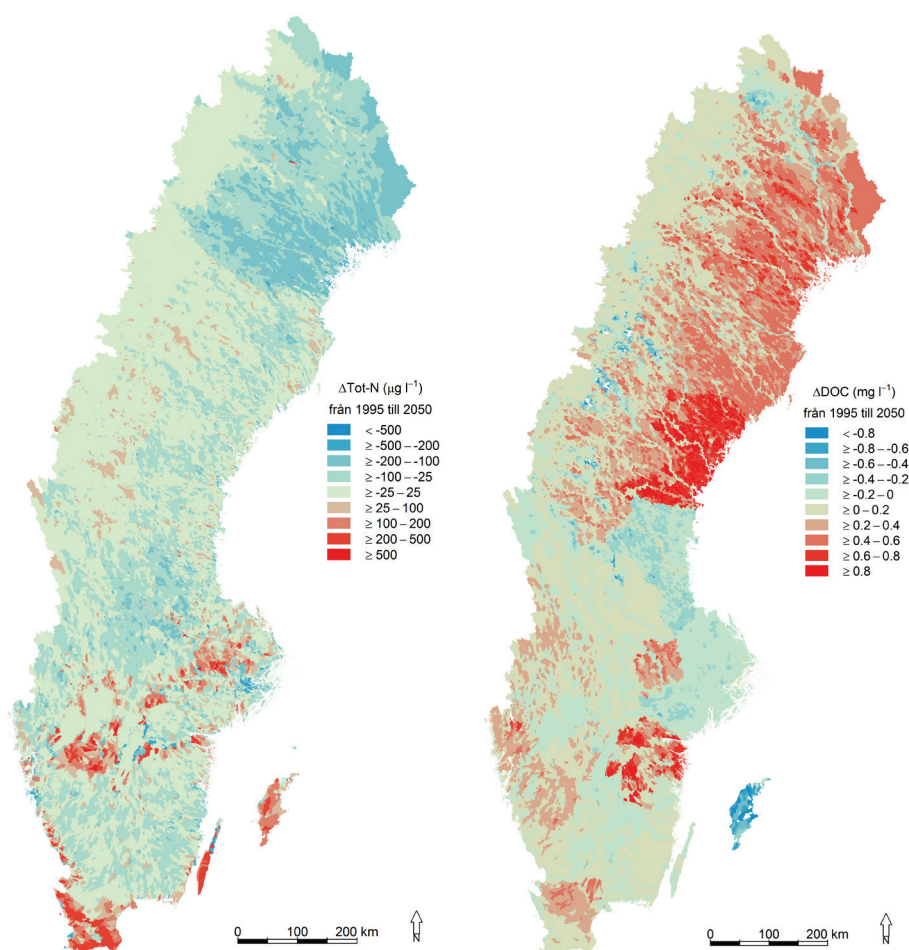 ΔTot-N (µg l⁻¹)
från 1995 till 2050
< -500
≥ -500 – -200
≥ -200 – -100
≥ -100 – -25
≥ -25 – 25
≥ 25 – 100
≥ 100 – 200
≥ 200 – 500
≥ 500
0 100 200 km
N
ΔDOC (mg l⁻¹)
från 1995 till 2050
< -0.8
≥ -0.8 – -0.6
≥ -0.6 – -0.4
≥ -0.4 – -0.2
≥ -0.2 – 0
≥ 0 – 0.2
≥ 0.2 – 0.4
≥ 0.4 – 0.6
≥ 0.6 – 0.8
≥ 0.8
0 100 200 km
N